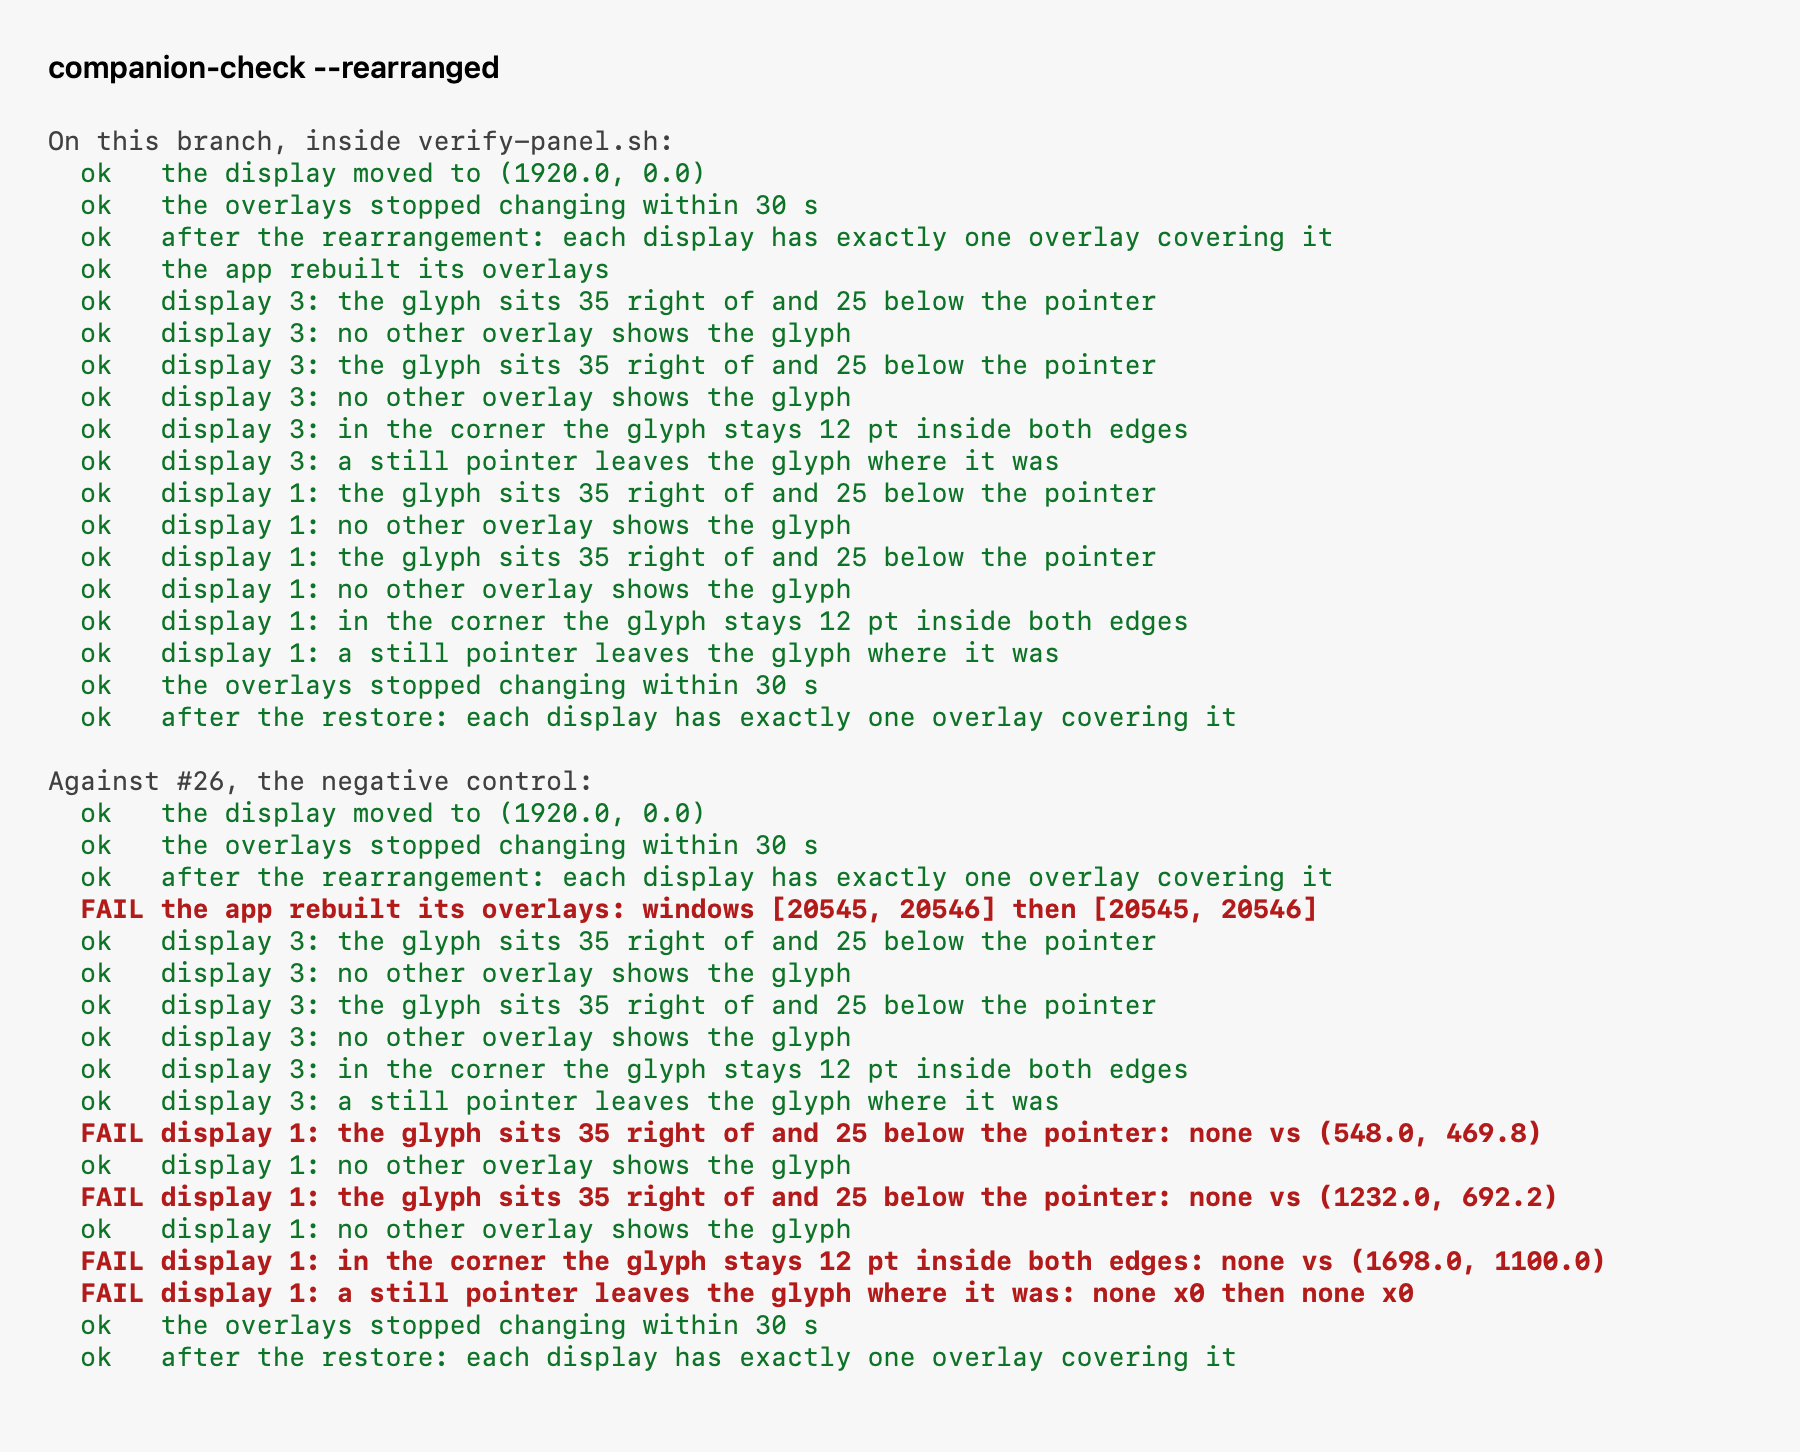 companion-check --rearranged
On this branch, inside verify-panel.sh:
ok the display moved to (1920.0, 0.0)
ok the overlays stopped changing within 30 s
ok after the rearrangement: each display has exactly one overlay covering it
ok the app rebuilt its overlays
ok display 3: the glyph sits 35 right of and 25 below the pointer
ok display 3: no other overlay shows the glyph
ok display 3: the glyph sits 35 right of and 25 below the pointer
ok display 3: no other overlay shows the glyph
ok display 3: in the corner the glyph stays 12 pt inside both edges
ok display 3: a still pointer leaves the glyph where it was
ok display 1: the glyph sits 35 right of and 25 below the pointer
ok display 1: no other overlay shows the glyph
ok display 1: the glyph sits 35 right of and 25 below the pointer
ok display 1: no other overlay shows the glyph
ok display 1: in the corner the glyph stays 12 pt inside both edges
ok display 1: a still pointer leaves the glyph where it was
ok the overlays stopped changing within 30 s
ok after the restore: each display has exactly one overlay covering it
Against #26, the negative control:
ok the display moved to (1920.0, 0.0)
ok the overlays stopped changing within 30 s
ok after the rearrangement: each display has exactly one overlay covering it
FAIL the app rebuilt its overlays: windows [20545, 20546] then [20545, 20546]
ok display 3: the glyph sits 35 right of and 25 below the pointer
ok display 3: no other overlay shows the glyph
ok display 3: the glyph sits 35 right of and 25 below the pointer
ok display 3: no other overlay shows the glyph
ok display 3: in the corner the glyph stays 12 pt inside both edges
ok display 3: a still pointer leaves the glyph where it was
FAIL display 1: the glyph sits 35 right of and 25 below the pointer: none vs (548.0, 469.8)
ok display 1: no other overlay shows the glyph
FAIL display 1: the glyph sits 35 right of and 25 below the pointer: none vs (1232.0, 692.2)
ok display 1: no other overlay shows the glyph
FAIL display 1: in the corner the glyph stays 12 pt inside both edges: none vs (1698.0, 1100.0)
FAIL display 1: a still pointer leaves the glyph where it was: none x0 then none x0
ok the overlays stopped changing within 30 s
ok after the restore: each display has exactly one overlay covering it